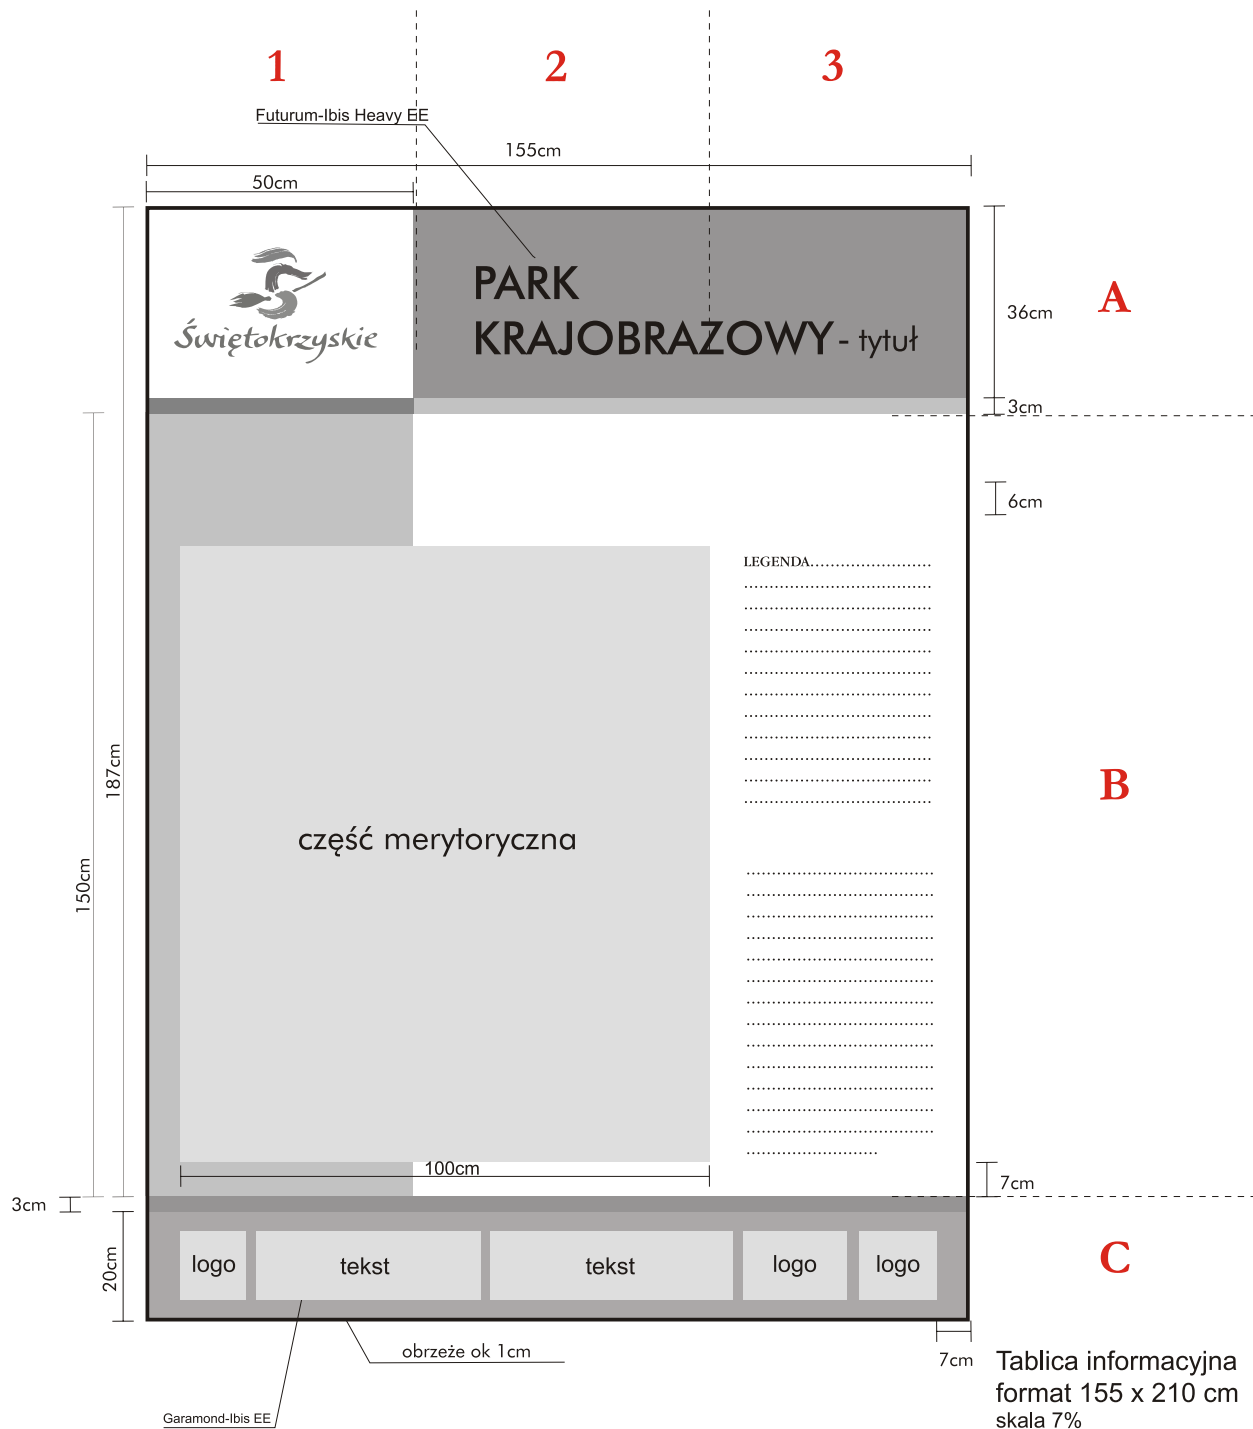 1 2 3
Futurum-Ibis Heavy EE
155cm
50cm
Świętokrzyskie
PARK
KRAJOBRAZOWY - tytuł
36cm
A
3cm
6cm
LEGENDA
187cm
150cm
B
część merytoryczna
100cm
7cm
3cm
20cm
logo tekst tekst logo logo
C
obrzeże ok 1cm
7cm
Garamond-Ibis EE
Tablica informacyjna
format 155 x 210 cm
skala 7%